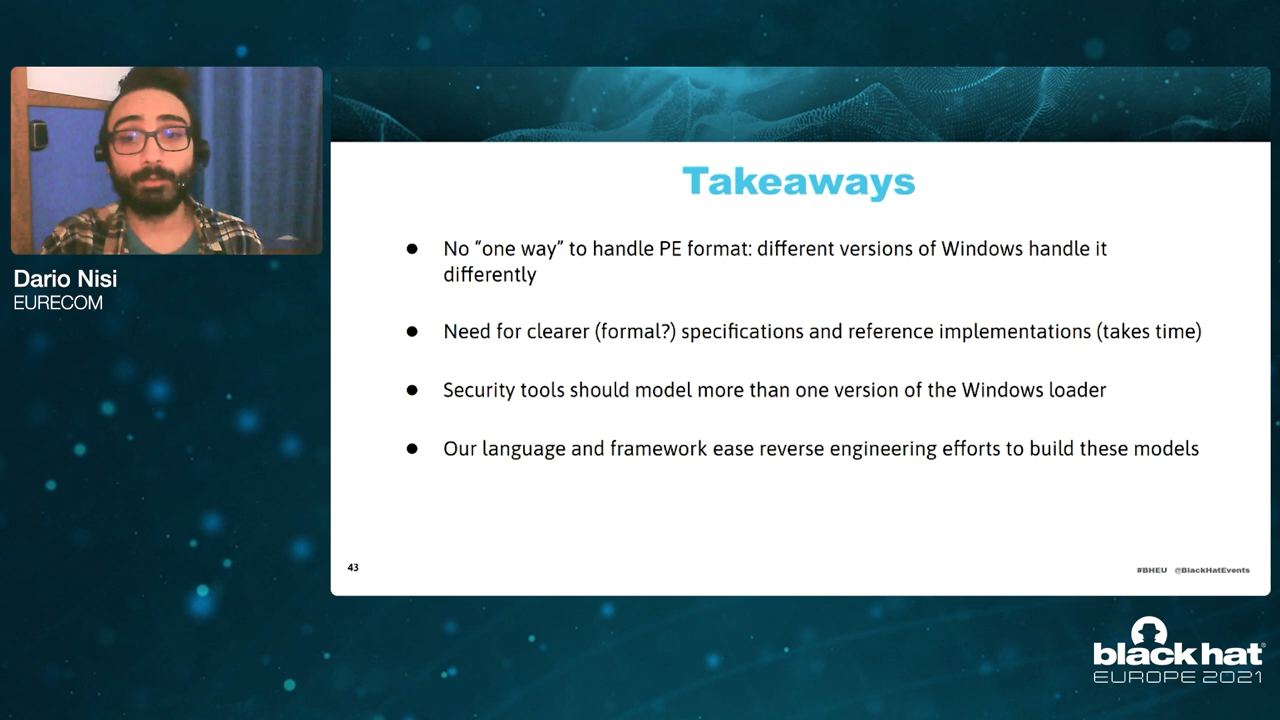 Dario Nisi
EURECOM
Takeaways
● No “one way” to handle PE format: different versions of Windows handle it
differently
● Need for clearer (formal?) specifications and reference implementations (takes time)
● Security tools should model more than one version of the Windows loader
● Our language and framework ease reverse engineering efforts to build these models
43
#BHEU @BlackHatEvents
black hat®
EUROPE 2021